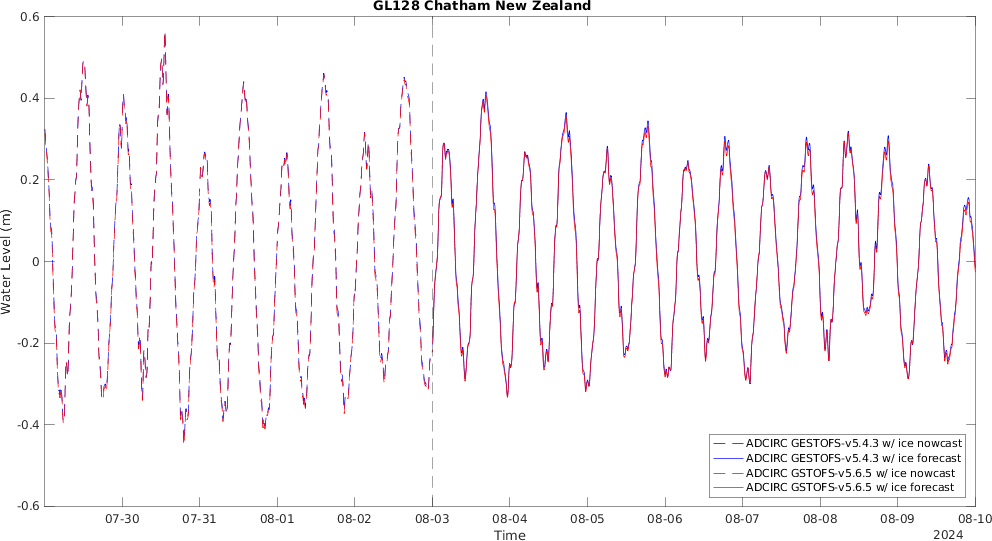 GL128 Chatham New Zealand
0.6
0.4
0.2
0
-0.2
-0.4
-0.6
Water Level (m)
07-30
07-31
08-01
08-02
08-03
08-04
08-05
08-06
08-07
08-08
08-09
08-10
Time
2024
ADCIRC GESTOFS-v5.4.3 w/ ice nowcast
ADCIRC GESTOFS-v5.4.3 w/ ice forecast
ADCIRC GSTOFS-v5.6.5 w/ ice nowcast
ADCIRC GSTOFS-v5.6.5 w/ ice forecast